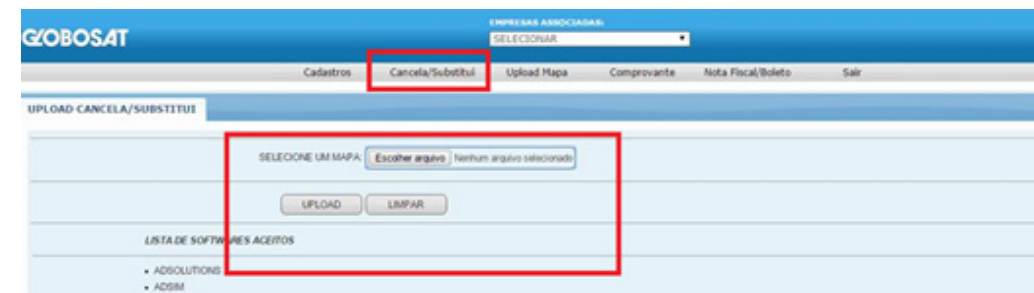 EMPRESAS ASSOCIADAS:
GLOBOSAT
SELECIONAR
Cadastros Cancela/Substitui Upload Mapa Comprovante Nota Fiscal/Boleto Sair
UPLOAD CANCELA/SUBSTITUI
SELECIONE UM MAPA: Escolher arquivo Nenhum arquivo selecionado
UPLOAD LIMPAR
LISTA DE SOFTWARES ACEITOS
• ADSOLUTIONS
• ADSIM